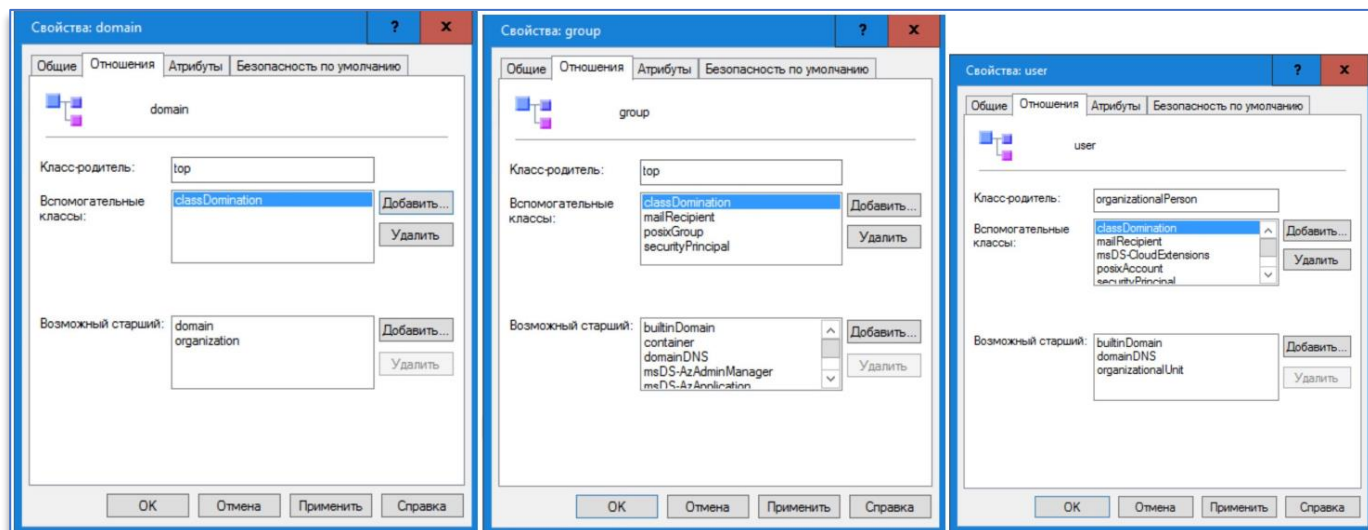 Свойства: domain
?
x
Общие
Отношения
Атрибуты
Безопасность по умолчанию
domain
Класс-родитель:
top
Вспомогательные
классы:
classDomination
Добавить...
Удалить
Возможный старший:
domain
organization
Добавить...
Удалить
OK
Отмена
Применить
Справка
Свойства: group
?
x
Общие
Отношения
Атрибуты
Безопасность по умолчанию
group
Класс-родитель:
top
Вспомогательные
классы:
classDomination
mailRecipient
posixGroup
securityPrincipal
Добавить...
Удалить
Возможный старший:
builtinDomain
container
domainDNS
msDS-AzAdminManager
msDS-AzApplication
Добавить...
Удалить
OK
Отмена
Применить
Справка
Свойства: user
?
x
Общие
Отношения
Атрибуты
Безопасность по умолчанию
user
Класс-родитель:
organizationalPerson
Вспомогательные
классы:
classDomination
mailRecipient
msDS-CloudExtensions
posixAccount
securityPrincipal
Добавить...
Удалить
Возможный старший:
builtinDomain
domainDNS
organizationalUnit
Добавить...
Удалить
OK
Отмена
Применить
Справка